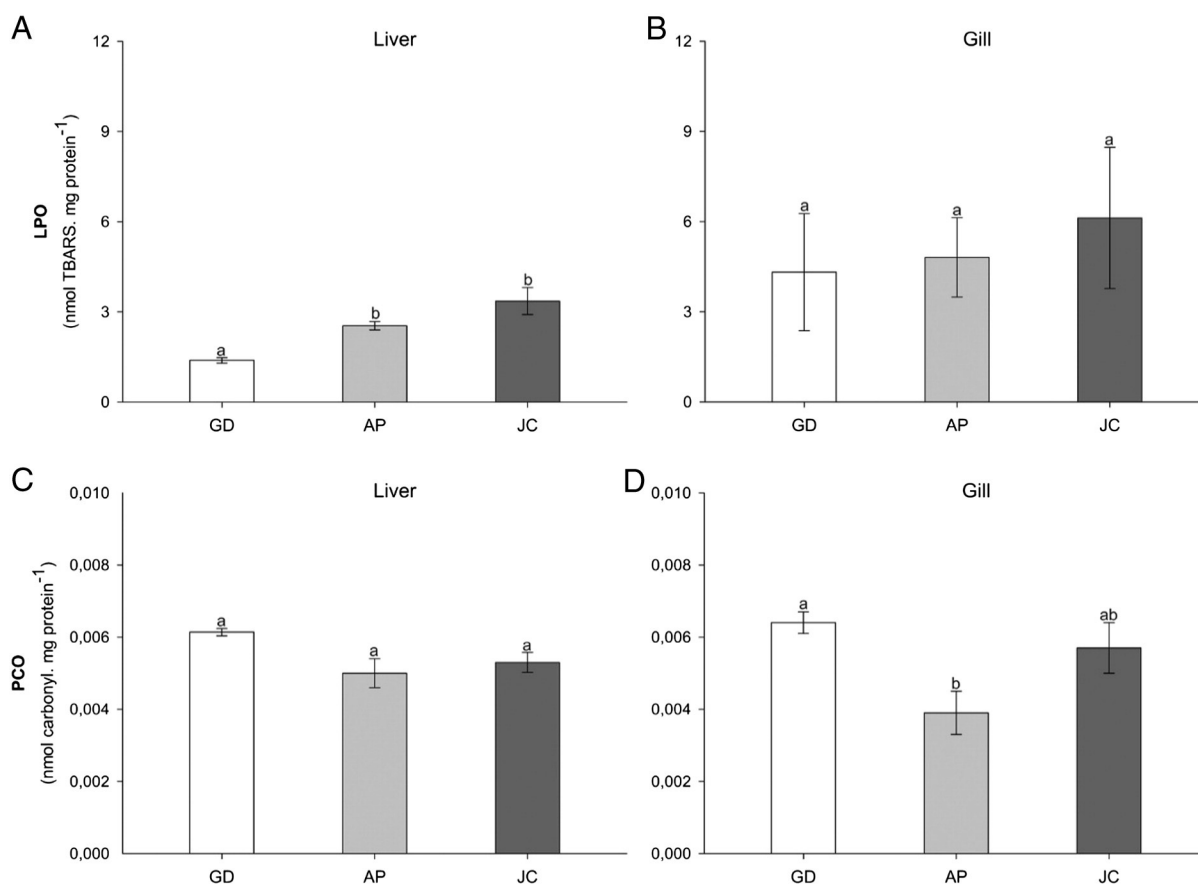 A
Liver
12
9
6
3
0
LPO
(nmol TBARS. mg protein-1)
a
b
b
GD
AP
JC
B
Gill
12
9
6
3
0
a
a
a
GD
AP
JC
C
Liver
0,010
0,008
0,006
0,004
0,002
0,000
PCO
(nmol carbonyl. mg protein-1)
a
a
a
GD
AP
JC
D
Gill
0,010
0,008
0,006
0,004
0,002
0,000
a
b
ab
GD
AP
JC